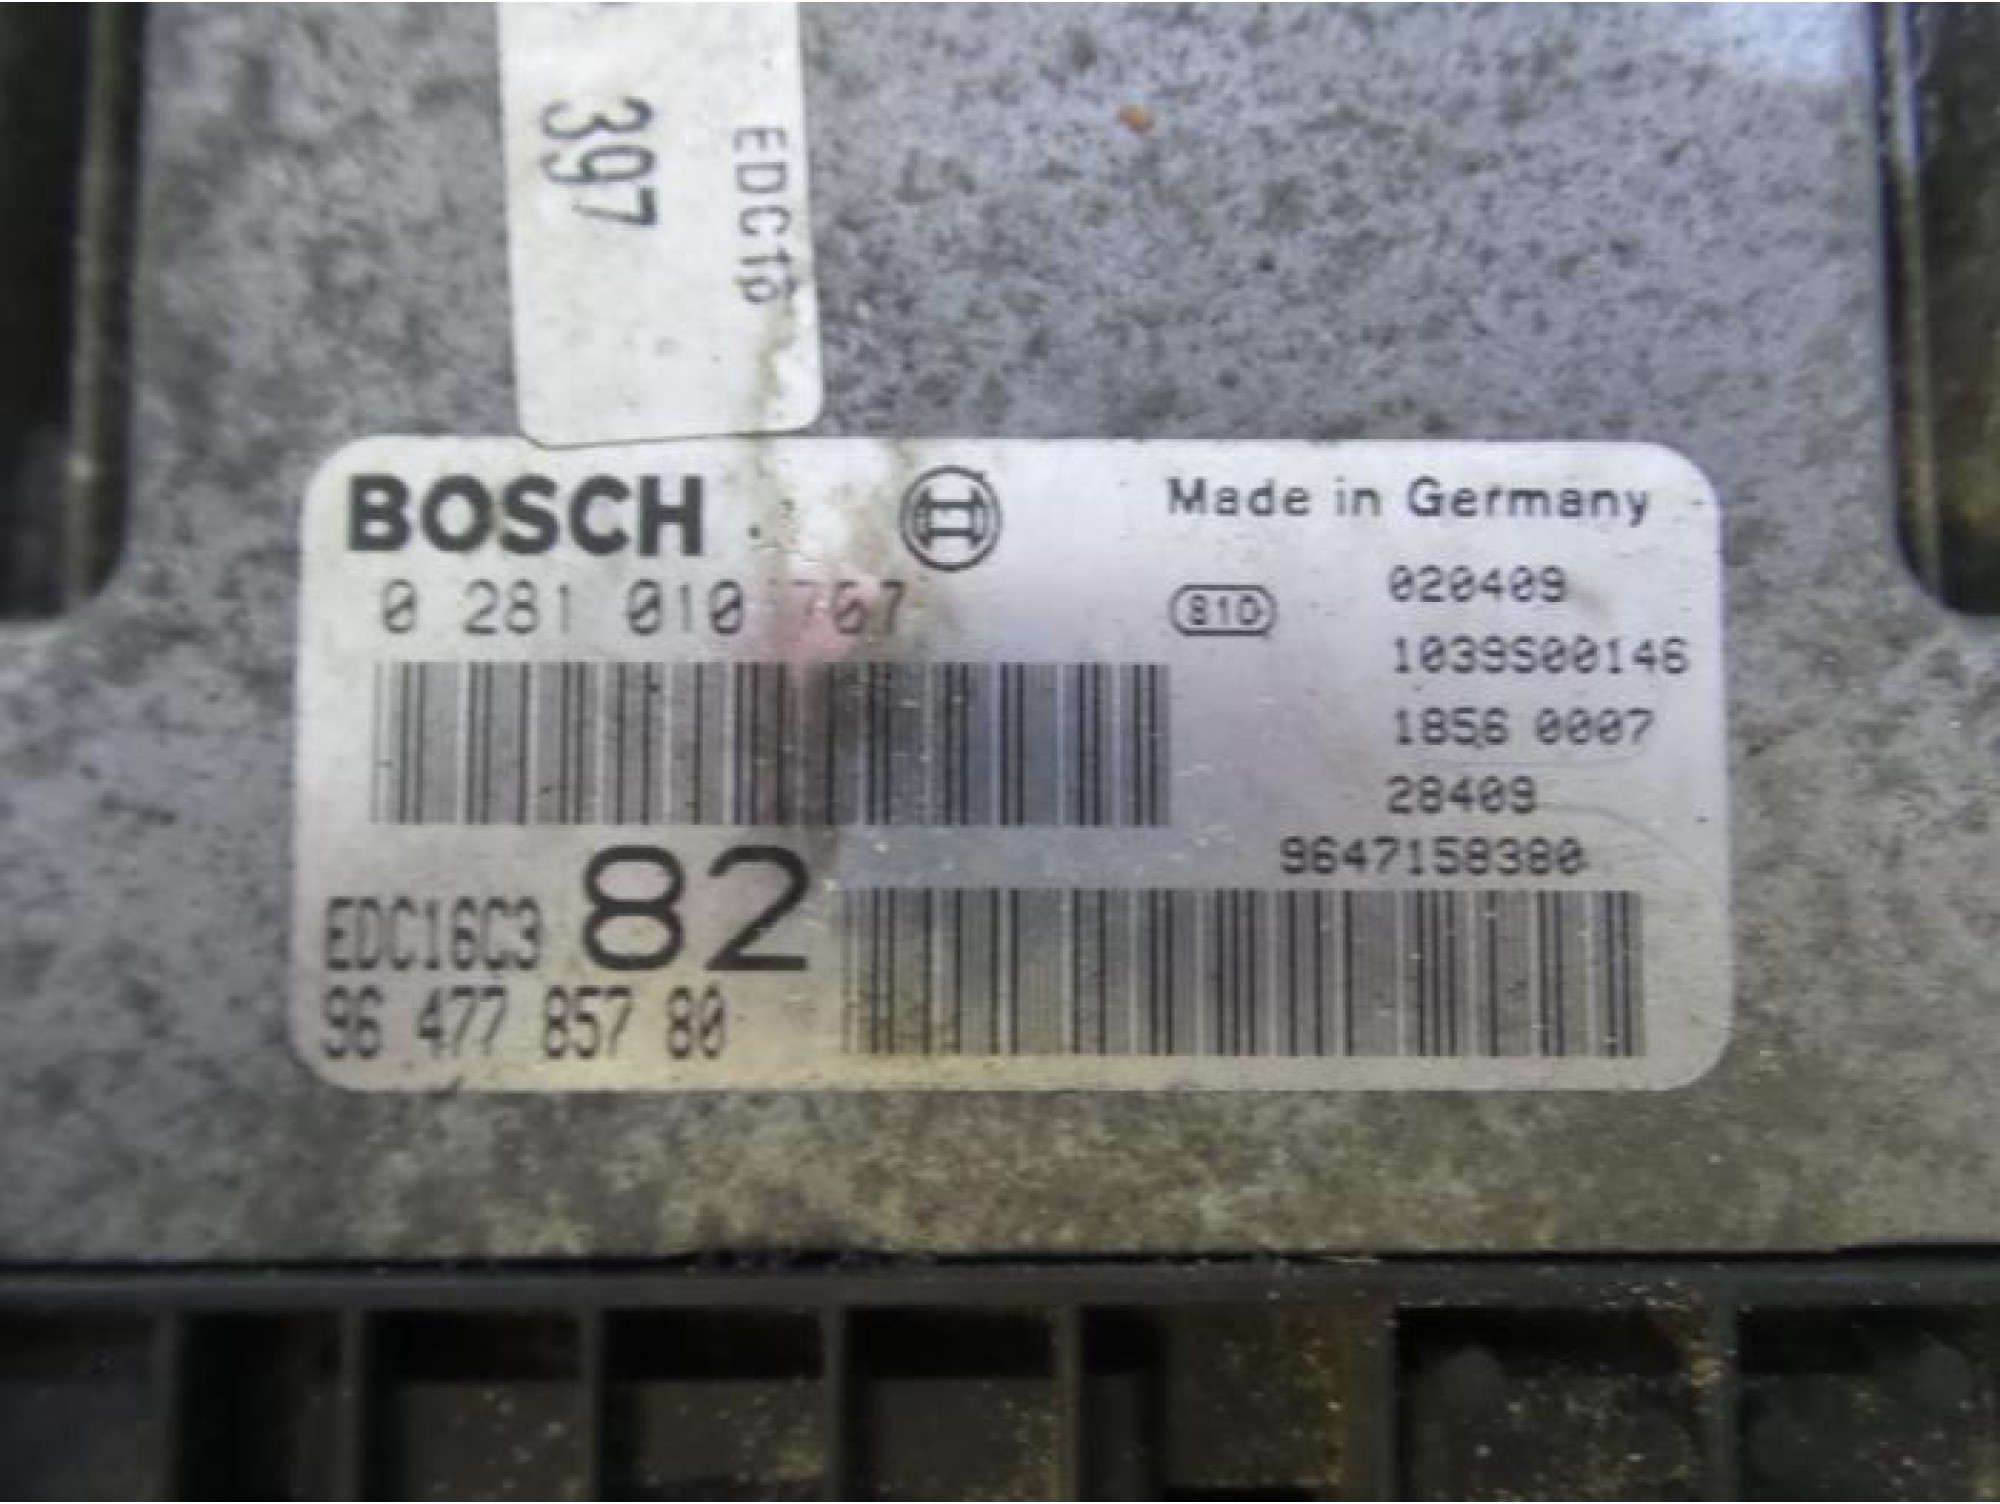 397
EDC16
BOSCH
Made in Germany
0 281 010 767
810
020409
1039S00146
1856 0007
28409
9647158380
EDC16C3 82
96 477 857 80